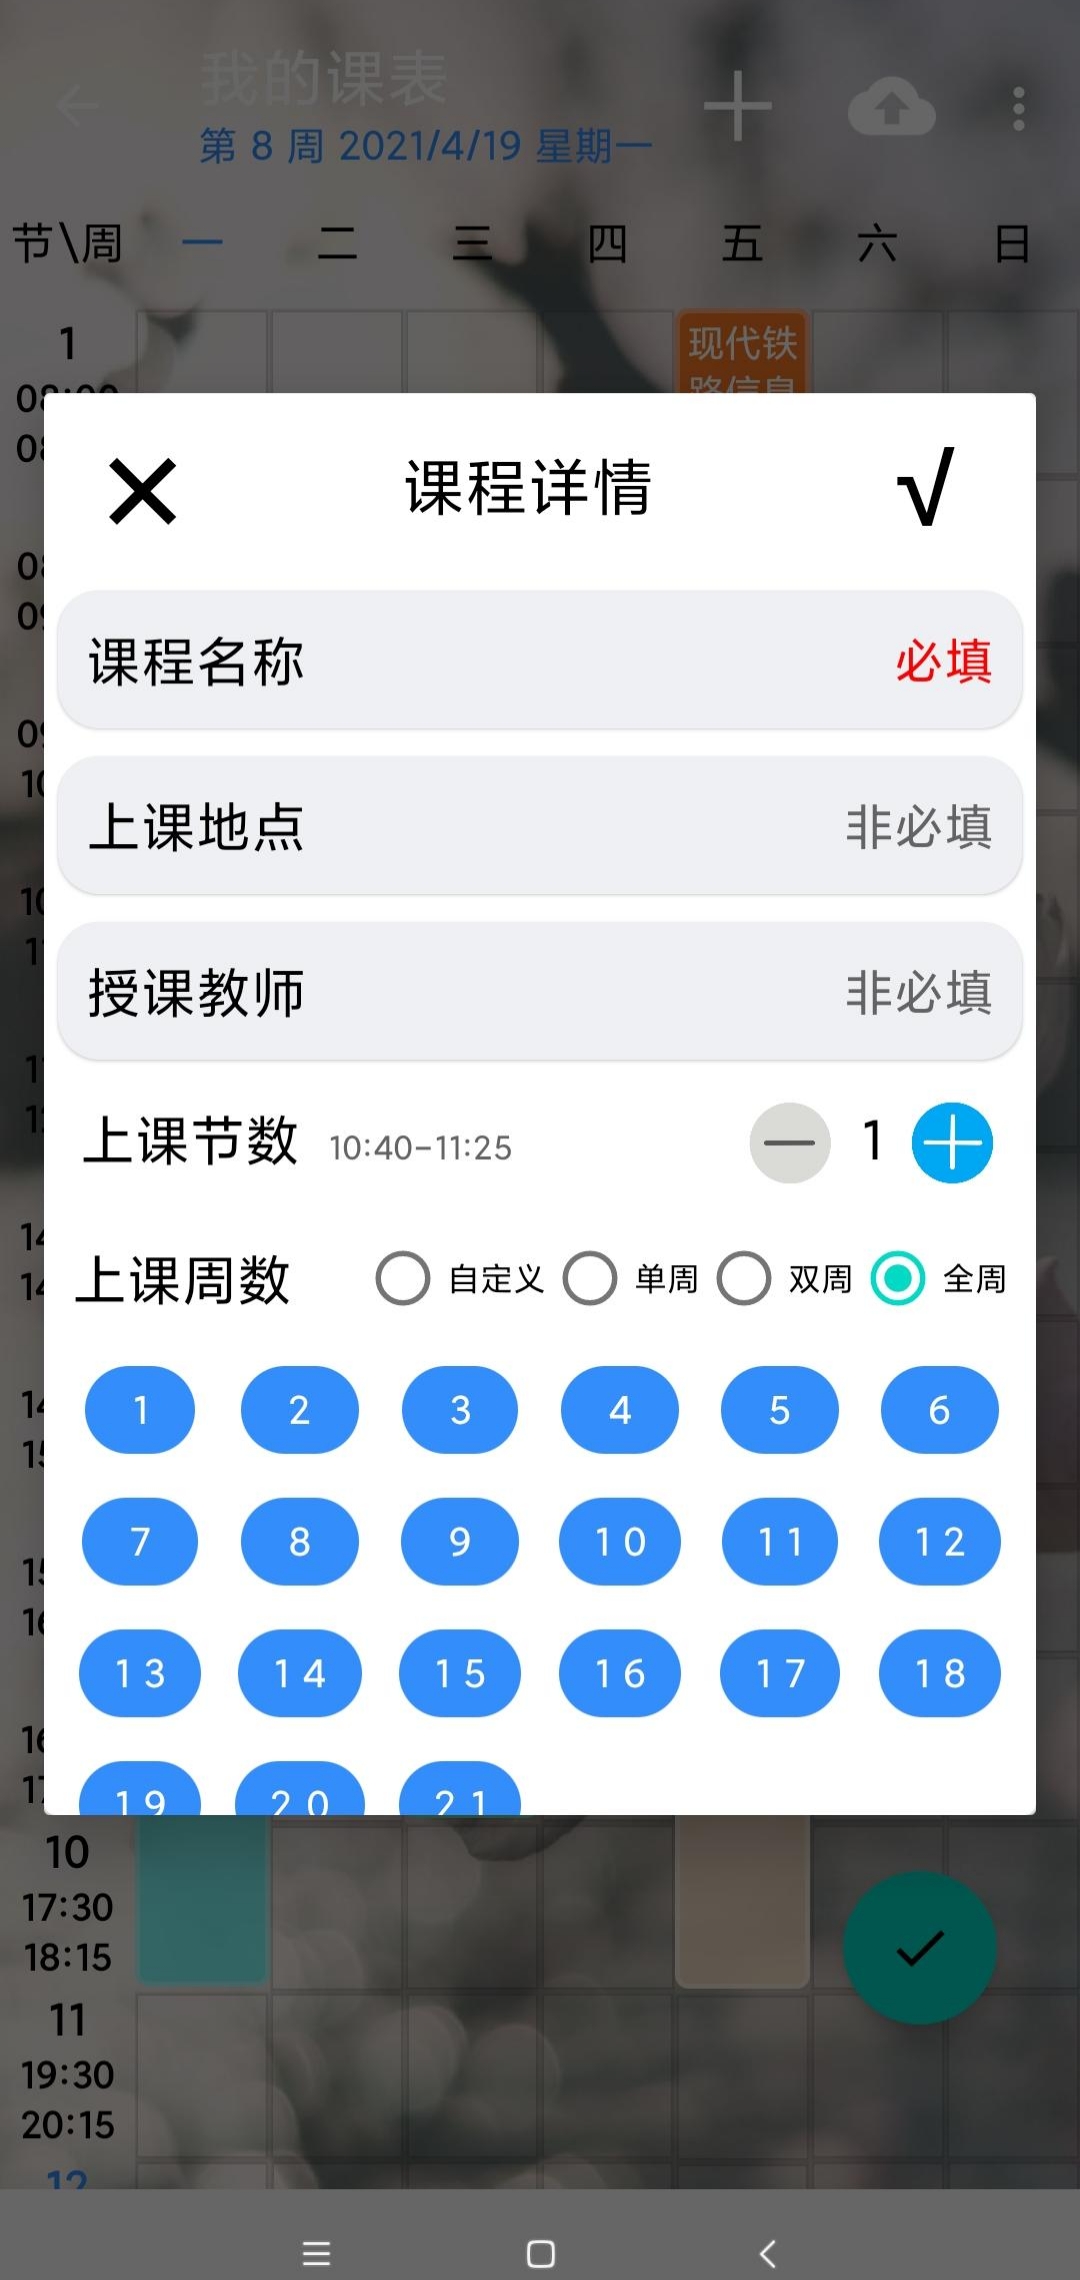 我的课表
第 8 周 2021/4/19 星期一
节\周 一 二 三 四 五 六 日
1
现代铁
路信息
课程详情
课程名称 必填
上课地点 非必填
授课教师 非必填
上课节数 10:40-11:25 1
上课周数 自定义 单周 双周 全周
1 2 3 4 5 6
7 8 9 10 11 12
13 14 15 16 17 18
19 20 21
10
17:30
18:15
11
19:30
20:15
12